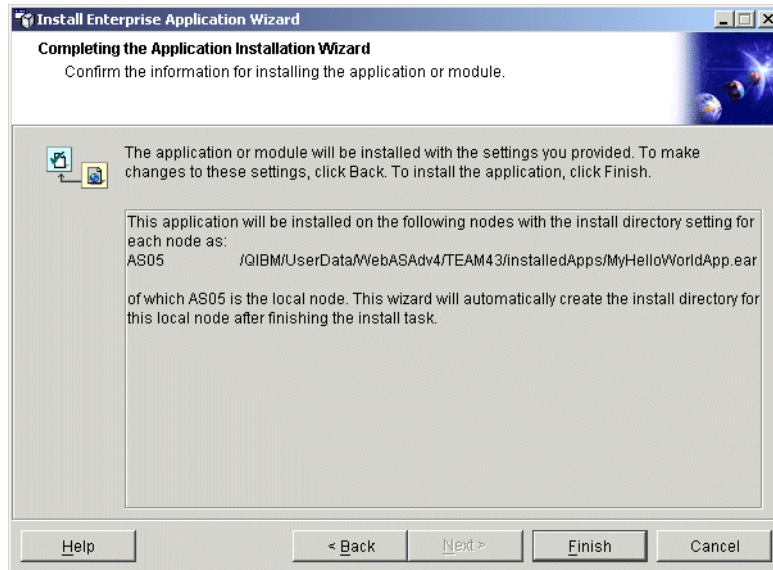 Install Enterprise Application Wizard
Completing the Application Installation Wizard
Confirm the information for installing the application or module.
The application or module will be installed with the settings you provided. To make
changes to these settings, click Back. To install the application, click Finish.
This application will be installed on the following nodes with the install directory setting for
each node as:
AS05 /QIBM/UserData/WebASAdv4/TEAM43/installedApps/MyHelloWorldApp.ear
of which AS05 is the local node. This wizard will automatically create the install directory for
this local node after finishing the install task.
Help < Back Next > Finish Cancel